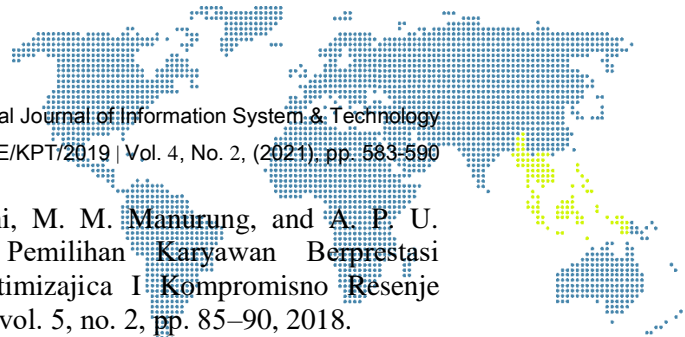 al Journal of Information System & Technology
E/KPT/2019 | Vol. 4, No. 2, (2021), pp. 583-590
ni, M. M. Manurung, and A. P. U.
Pemilihan Karyawan Berprestasi
timizajica I Kompromisno Resenje
vol. 5, no. 2, pp. 85–90, 2018.